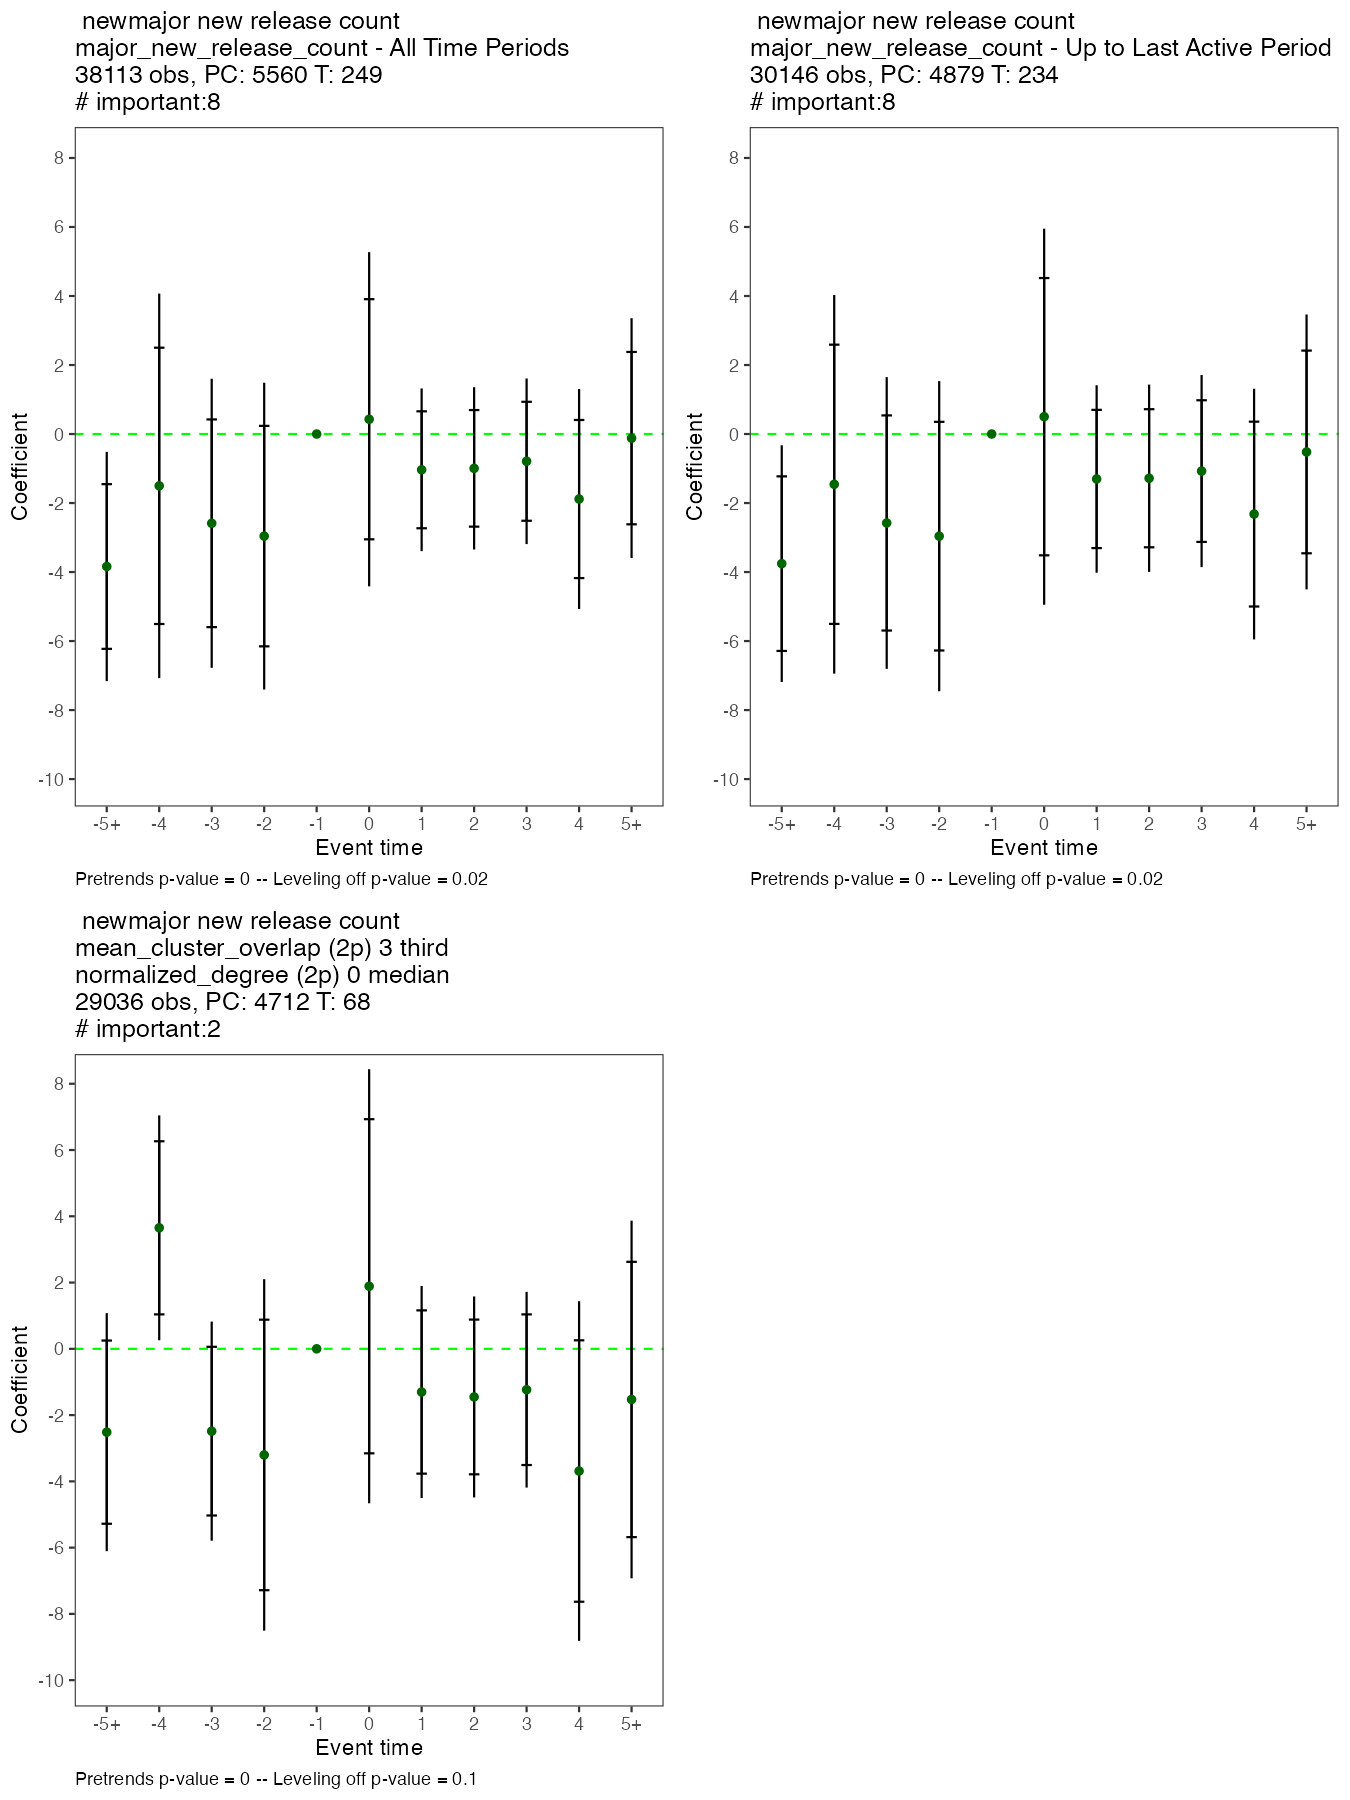 newmajor new release count
major_new_release_count - All Time Periods
38113 obs, PC: 5560 T: 249
# important:8
8
6
4
2
0
-2
-4
-6
-8
-10
Coefficient
-5+ -4 -3 -2 -1 0 1 2 3 4 5+
Event time
Pretrends p-value = 0 -- Leveling off p-value = 0.02
newmajor new release count
major_new_release_count - Up to Last Active Period
30146 obs, PC: 4879 T: 234
# important:8
8
6
4
2
0
-2
-4
-6
-8
-10
Coefficient
-5+ -4 -3 -2 -1 0 1 2 3 4 5+
Event time
Pretrends p-value = 0 -- Leveling off p-value = 0.02
newmajor new release count
mean_cluster_overlap (2p) 3 third
normalized_degree (2p) 0 median
29036 obs, PC: 4712 T: 68
# important:2
8
6
4
2
0
-2
-4
-6
-8
-10
Coefficient
-5+ -4 -3 -2 -1 0 1 2 3 4 5+
Event time
Pretrends p-value = 0 -- Leveling off p-value = 0.1